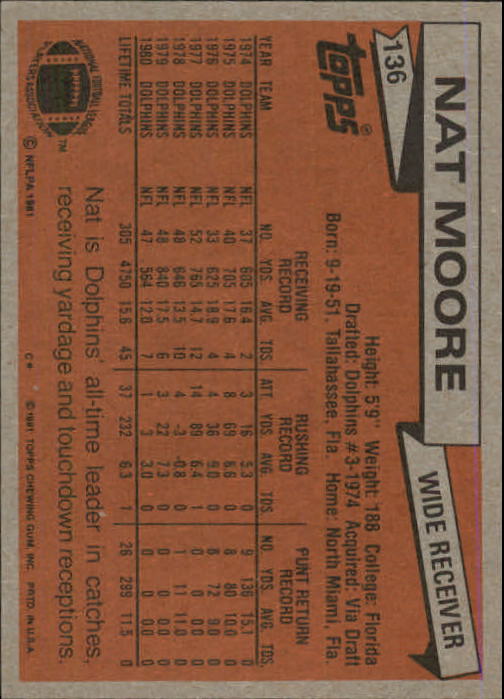 NAT MOORE
WIDE RECEIVER
136
topps®
Height: 5'9" Weight: 188 College: Florida
Drafted: Dolphins #3-1974 Acquired: Via Draft
Born: 9-19-51, Tallahassee, Fla. Home: North Miami, Fla.
RECEIVING RECORD RUSHING RECORD PUNT RETURN RECORD
YEAR TEAM NO. YDS. AVG. TDS. ATT. YDS. AVG. TDS. NO. YDS. AVG. TDS.
1974 DOLPHINS NFL 37 605 16.4 2 3 16 5.3 0 9 136 15.1 0
1975 DOLPHINS NFL 40 705 17.6 4 8 69 8.6 0 8 80 10.0 0
1976 DOLPHINS NFL 33 625 18.9 4 4 36 9.0 0 8 72 9.0 0
1977 DOLPHINS NFL 52 765 14.7 12 14 89 6.4 1 0 0 0.0 0
1978 DOLPHINS NFL 48 646 13.5 10 4 -3 -0.8 0 1 11 11.0 0
1979 DOLPHINS NFL 48 840 17.5 6 3 22 7.3 0 0 0 0.0 0
1980 DOLPHINS NFL 47 564 12.0 7 1 3 3.0 0 0 0 0.0 0
LIFETIME TOTALS 305 4750 15.6 45 37 232 6.3 1 26 299 11.5 0
NATIONAL FOOTBALL LEAGUE
PLAYERS
PLAYERS ASSOCIATION
TM
© NFLPA 1981
Nat is Dolphins' all-time leader in catches,
receiving yardage and touchdown receptions.
C* © 1981 TOPPS CHEWING GUM, INC. PRTD. IN U.S.A.